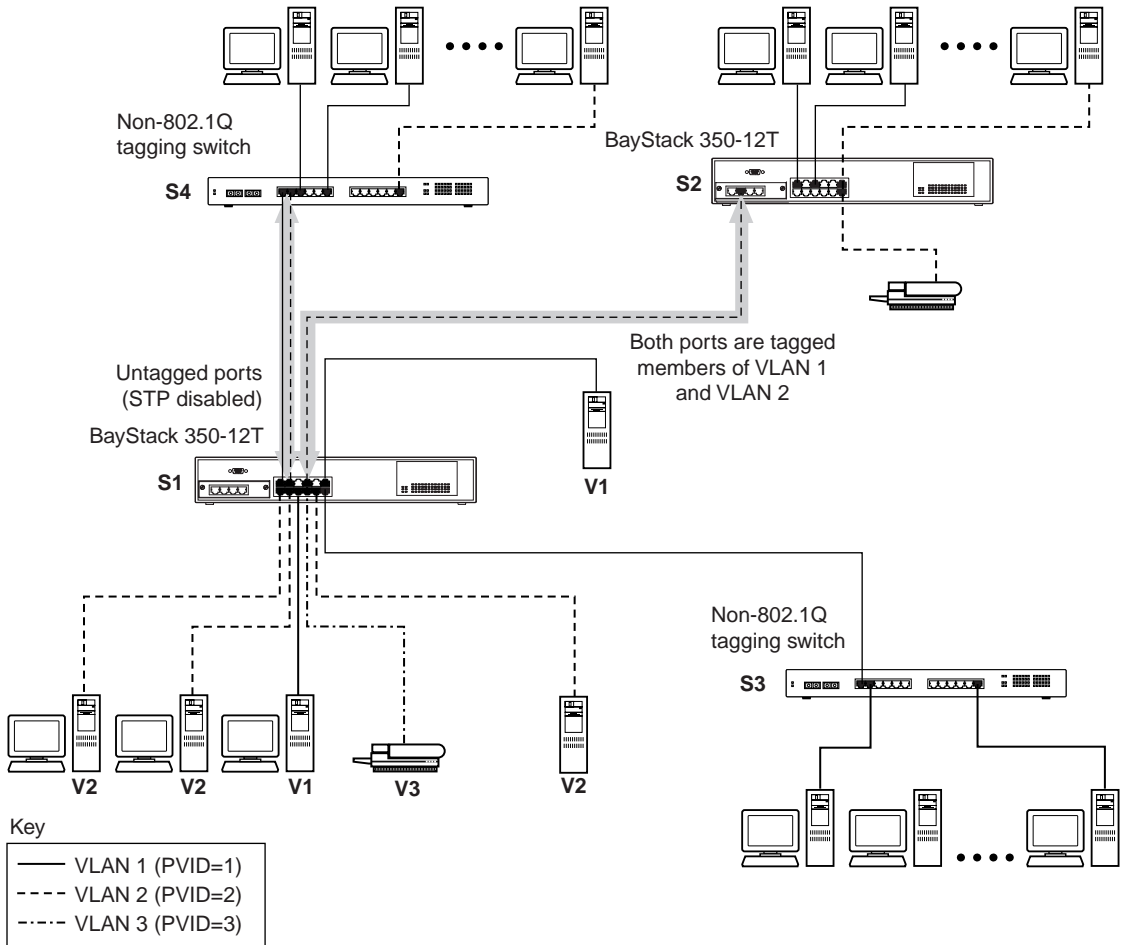 Non-802.1Q
tagging switch
S4
BayStack 350-12T
S2
Both ports are tagged
members of VLAN 1
and VLAN 2
Untagged ports
(STP disabled)
BayStack 350-12T
S1
V1
Non-802.1Q
tagging switch
S3
V2
V2
V1
V3
V2
Key
VLAN 1 (PVID=1)
VLAN 2 (PVID=2)
VLAN 3 (PVID=3)